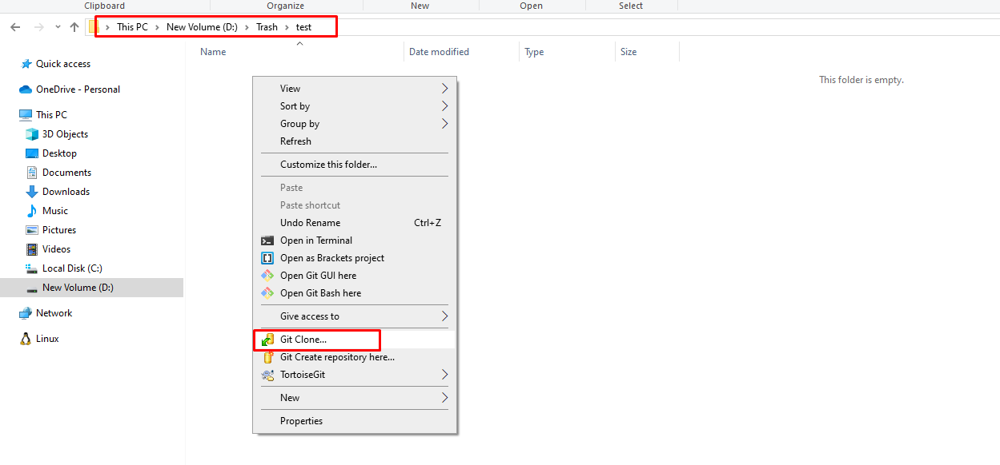 Clipboard Organize New Open Select
This PC New Volume (D:) Trash test
Name Date modified Type Size
This folder is empty.
Quick access
OneDrive - Personal
This PC
3D Objects
Desktop
Documents
Downloads
Music
Pictures
Videos
Local Disk (C:)
New Volume (D:)
Network
Linux
View
Sort by
Group by
Refresh
Customize this folder...
Paste
Paste shortcut
Undo Rename Ctrl+Z
Open in Terminal
Open as Brackets project
Open Git GUI here
Open Git Bash here
Give access to
Git Clone...
Git Create repository here...
TortoiseGit
New
Properties